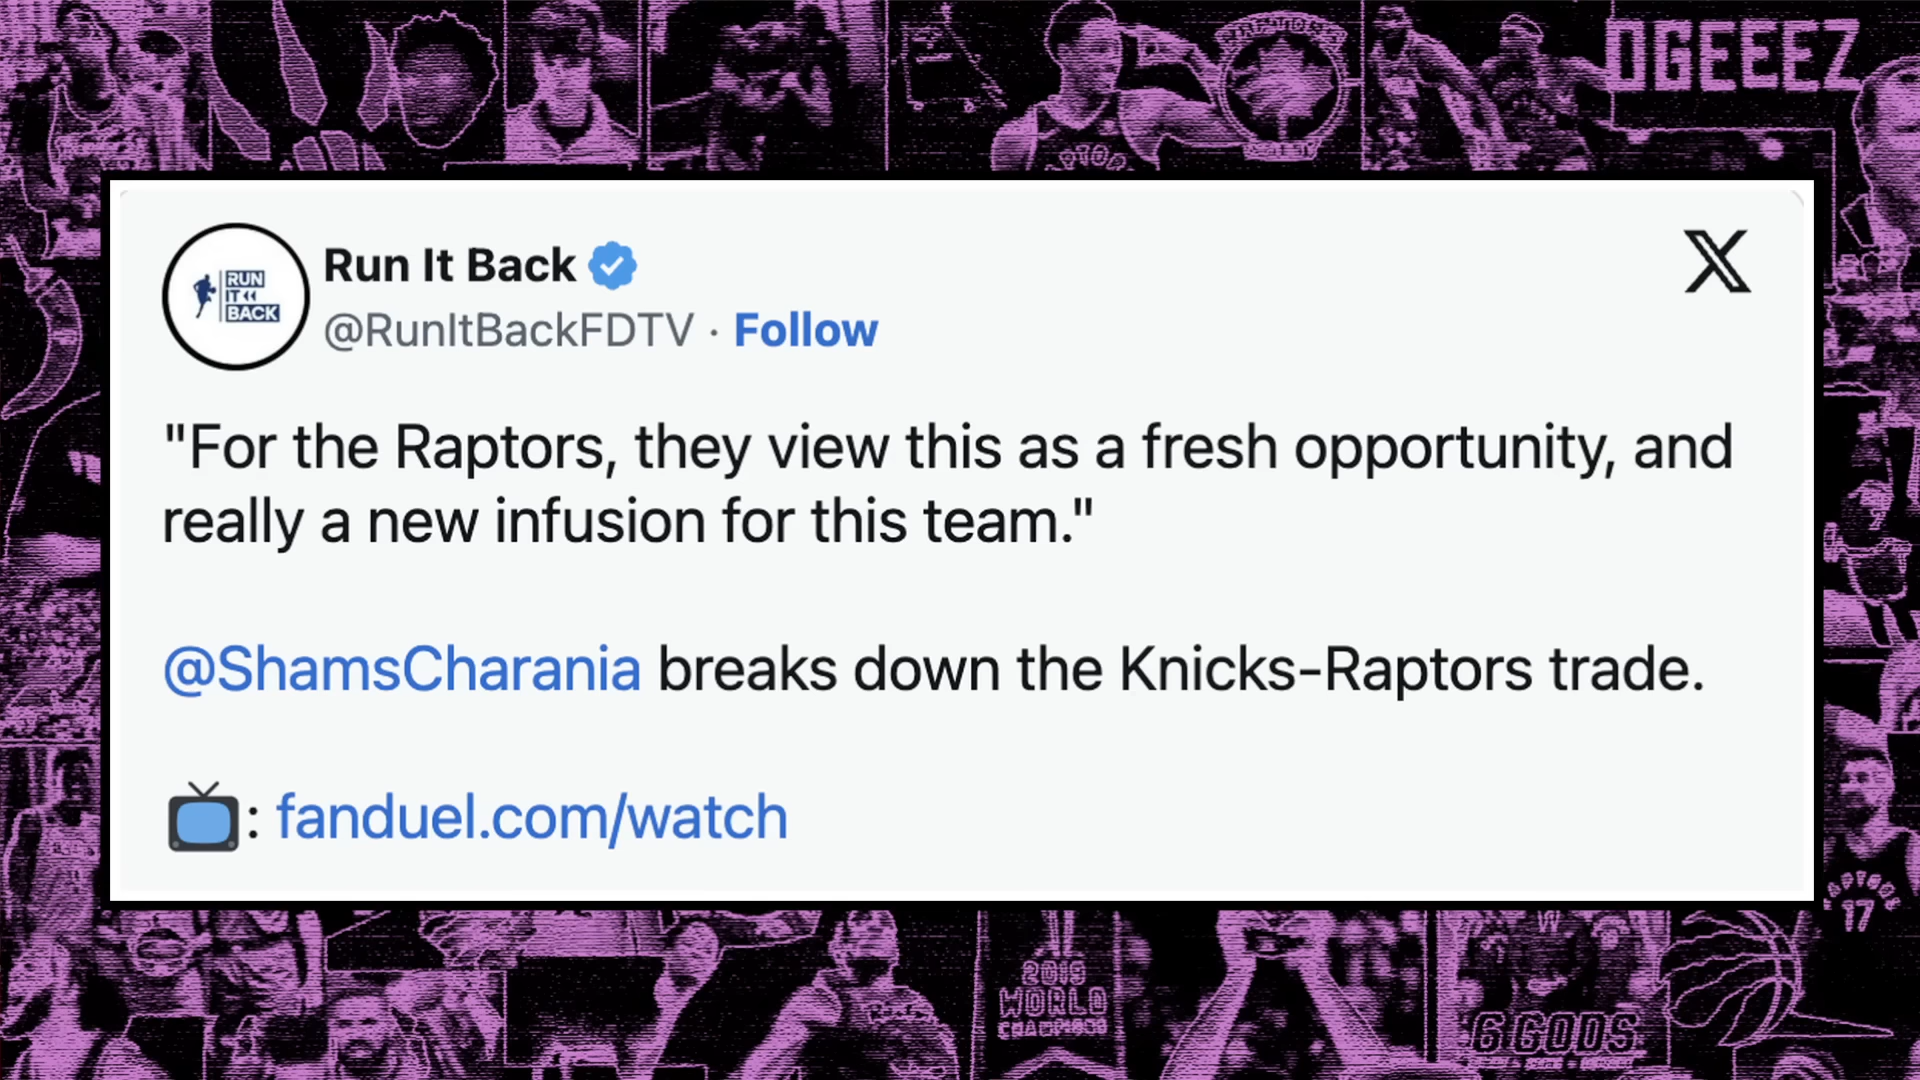 OGEEEZ
RUN
IT
BACK
Run It Back
@RunItBackFDTV · Follow
"For the Raptors, they view this as a fresh opportunity, and
really a new infusion for this team."
@ShamsCharania breaks down the Knicks-Raptors trade.
: fanduel.com/watch
17
2019
WORLD
CHAMPIONS
6 GODS